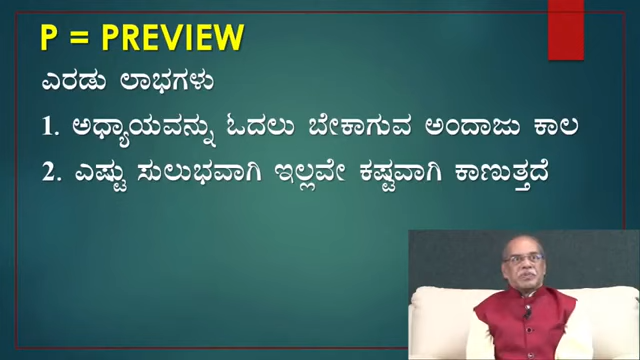 P = PREVIEW
ಎರಡು ಲಾಭಗಳು
1. ಅಧ್ಯಾಯವನ್ನು ಓದಲು ಬೇಕಾಗುವ ಅಂದಾಜು ಕಾಲ
2. ಎಷ್ಟು ಸುಲುಭವಾಗಿ ಇಲ್ಲವೇ ಕಷ್ಟವಾಗಿ ಕಾಣುತ್ತದೆ